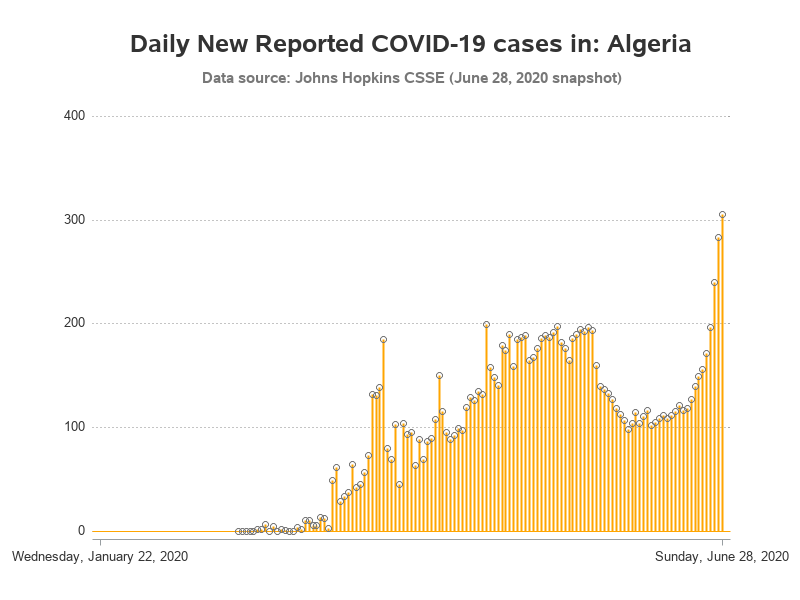 Daily New Reported COVID-19 cases in: Algeria
Data source: Johns Hopkins CSSE (June 28, 2020 snapshot)
400
300
200
100
0
Wednesday, January 22, 2020
Sunday, June 28, 2020